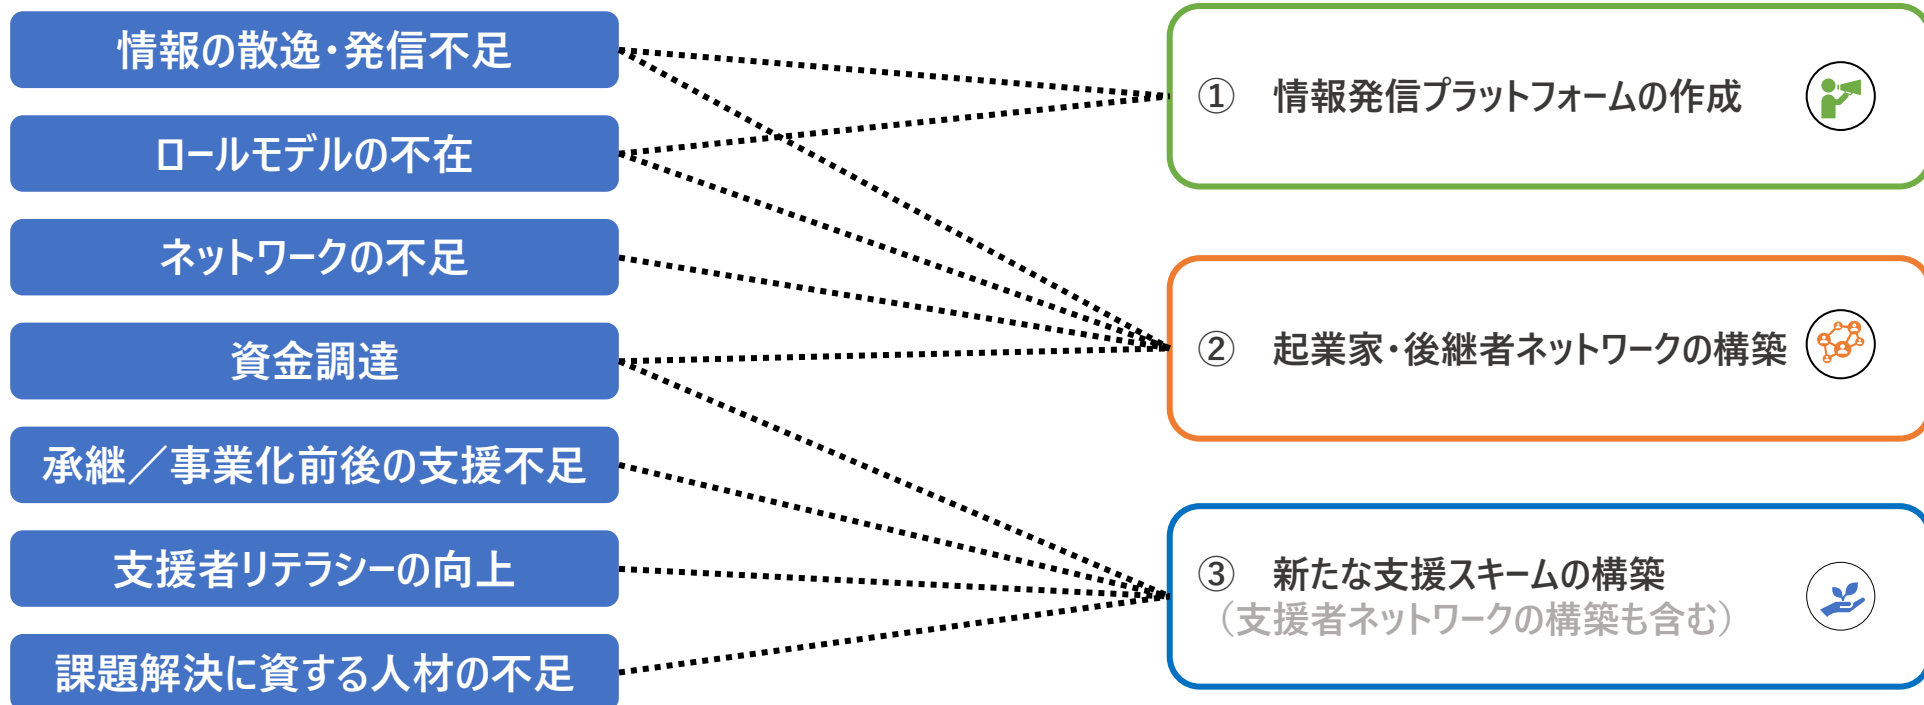 情報の散逸・発信不足
ロールモデルの不在
ネットワークの不足
資金調達
承継／事業化前後の支援不足
支援者リテラシーの向上
課題解決に資する人材の不足
① 情報発信プラットフォームの作成
② 起業家・後継者ネットワークの構築
③ 新たな支援スキームの構築
（支援者ネットワークの構築も含む）